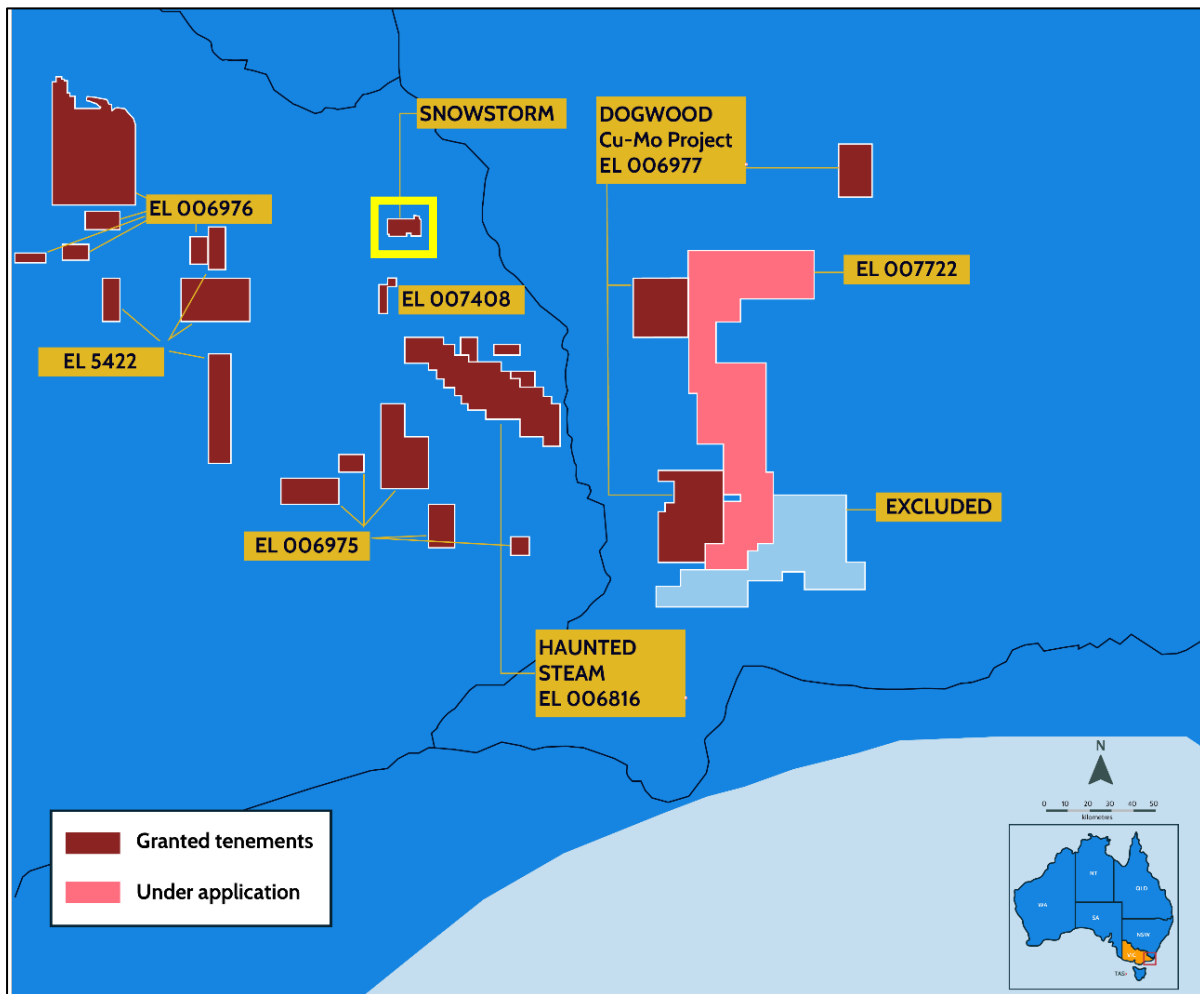 SNOWSTORM
DOGWOOD
Cu-Mo Project
EL 006977
EL 006976
EL 007722
EL 007408
EL 5422
EXCLUDED
EL 006975
HAUNTED
STEAM
EL 006816
N
0 10 20 30 40 50
kilometres
Granted tenements
Under application
NT
QLD
WA
SA
NSW
VIC
TAS